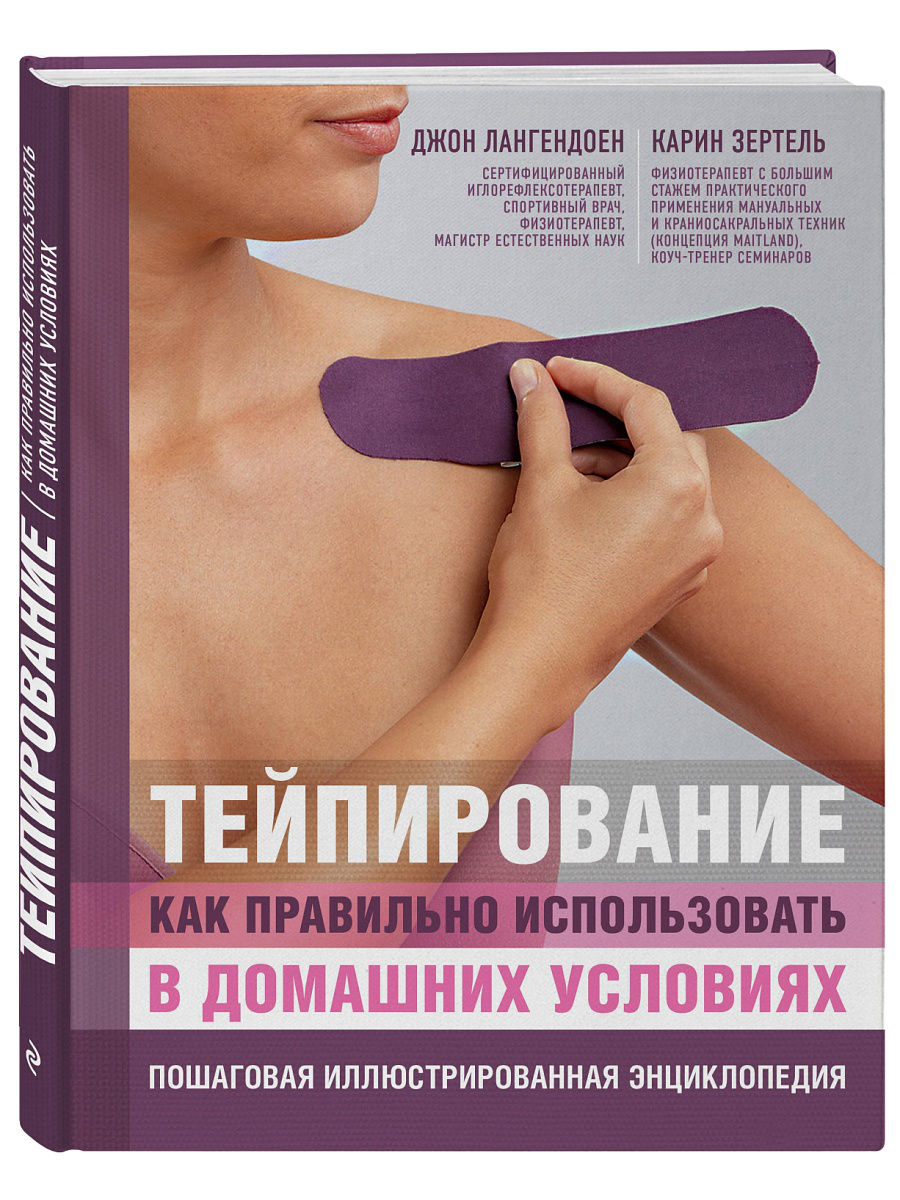 ДЖОН ЛАНГЕНДОЕН
СЕРТИФИЦИРОВАННЫЙ
ИГЛОРЕФЛЕКСОТЕРАПЕВТ,
СПОРТИВНЫЙ ВРАЧ,
ФИЗИОТЕРАПЕВТ,
МАГИСТР ЕСТЕСТВЕННЫХ НАУК
КАРИН ЗЕРТЕЛЬ
ФИЗИОТЕРАПЕВТ С БОЛЬШИМ
СТАЖЕМ ПРАКТИЧЕСКОГО
ПРИМЕНЕНИЯ МАНУАЛЬНЫХ
И КРАНИОСАКРАЛЬНЫХ ТЕХНИК
(КОНЦЕПЦИЯ MAITLAND),
КОУЧ-ТРЕНЕР СЕМИНАРОВ
ТЕЙПИРОВАНИЕ
КАК ПРАВИЛЬНО ИСПОЛЬЗОВАТЬ
В ДОМАШНИХ УСЛОВИЯХ
ПОШАГОВАЯ ИЛЛЮСТРИРОВАННАЯ ЭНЦИКЛОПЕДИЯ
ТЕЙПИРОВАНИЕ
/ КАК ПРАВИЛЬНО ИСПОЛЬЗОВАТЬ
/ В ДОМАШНИХ УСЛОВИЯХ